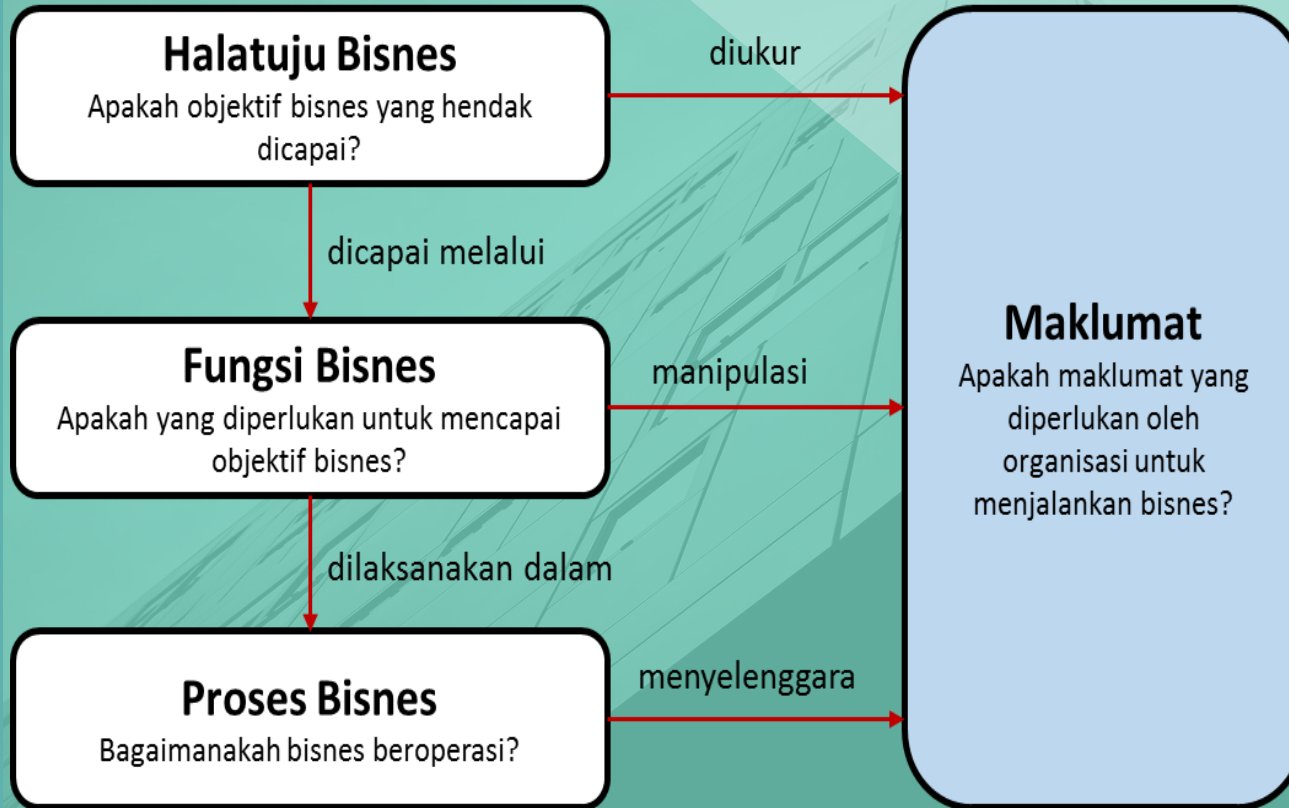 Halatuju Bisnes
Apakah objektif bisnes yang hendak
dicapai?
diukur
dicapai melalui
Fungsi Bisnes
Apakah yang diperlukan untuk mencapai
objektif bisnes?
manipulasi
dilaksanakan dalam
Proses Bisnes
Bagaimanakah bisnes beroperasi?
menyelenggara
Maklumat
Apakah maklumat yang
diperlukan oleh
organisasi untuk
menjalankan bisnes?